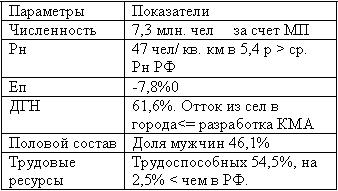 Параметры Показатели
Численность 7,3 млн. чел за счет МП
Рн 47 чел/ кв. км в 5,4 р > ср.
Рн РФ
Еп -7,8%0
ДГН 61,6%. Отток из сел в
города<= разработка КМА
Половой состав Доля мужчин 46,1%
Трудовые Трудоспособных 54,5%, на
ресурсы 2,5% < чем в РФ.